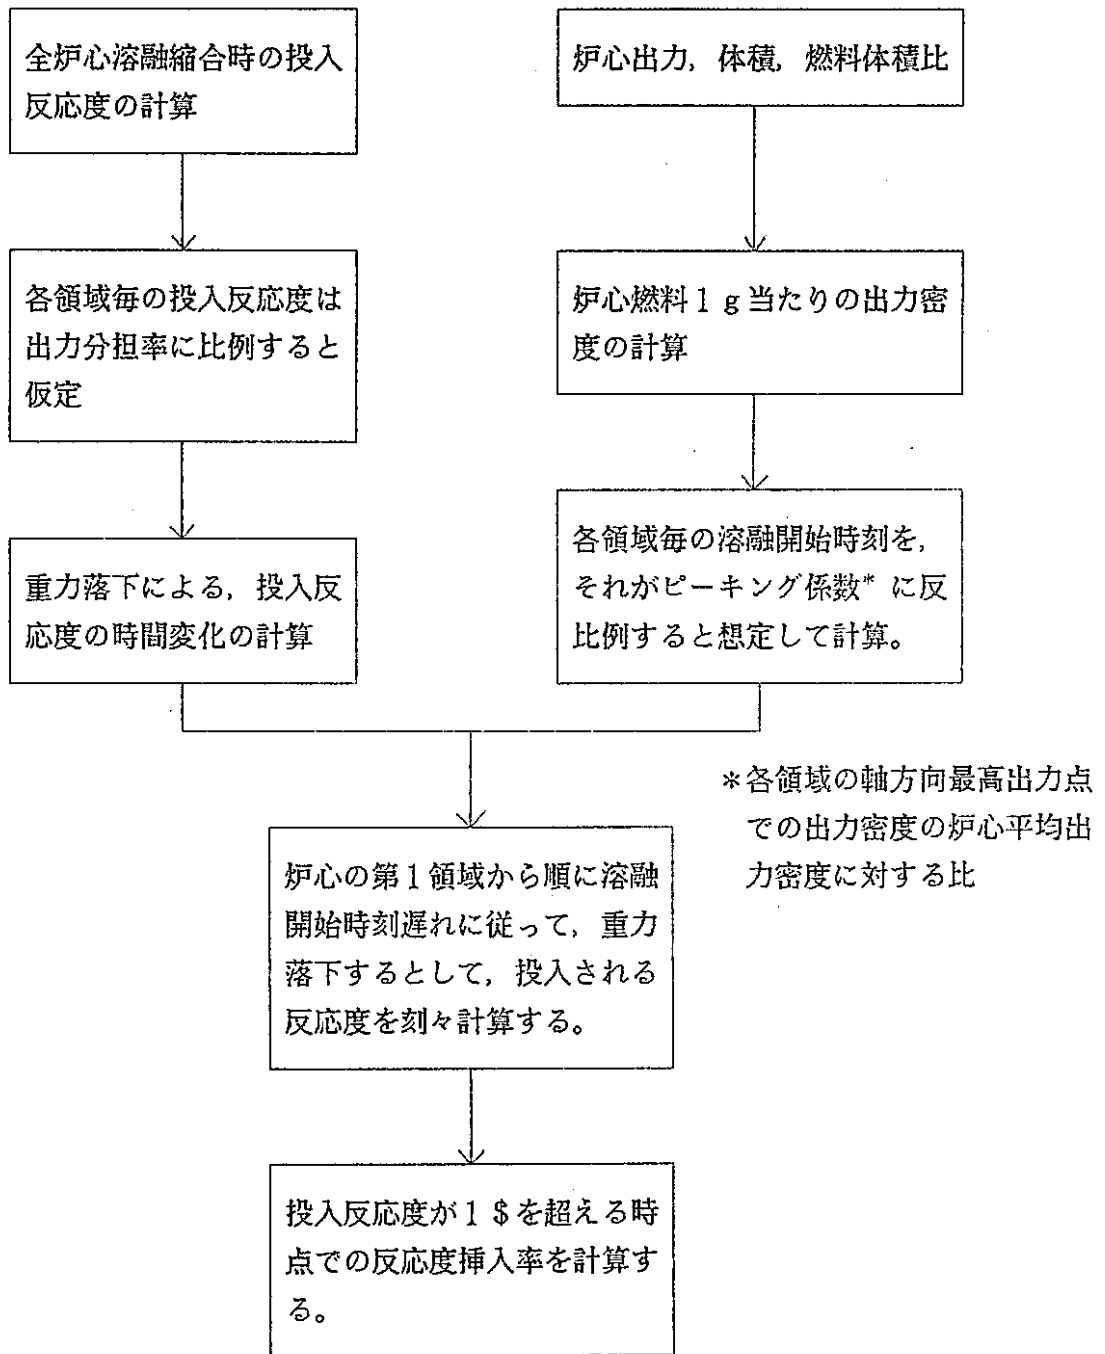 全炉心溶融縮合時の投入
反応度の計算
各領域毎の投入反応度は
出力分担率に比例すると
仮定
重力落下による，投入反
応度の時間変化の計算
炉心出力，体積，燃料体積比
炉心燃料１ｇ当たりの出力密
度の計算
各領域毎の溶融開始時刻を，
それがピーキング係数* に反
比例すると想定して計算。
＊各領域の軸方向最高出力点
での出力密度の炉心平均出
力密度に対する比
炉心の第１領域から順に溶融
開始時刻遅れに従って，重力
落下するとして，投入される
反応度を刻々計算する。
投入反応度が１＄を超える時
点での反応度挿入率を計算す
る。